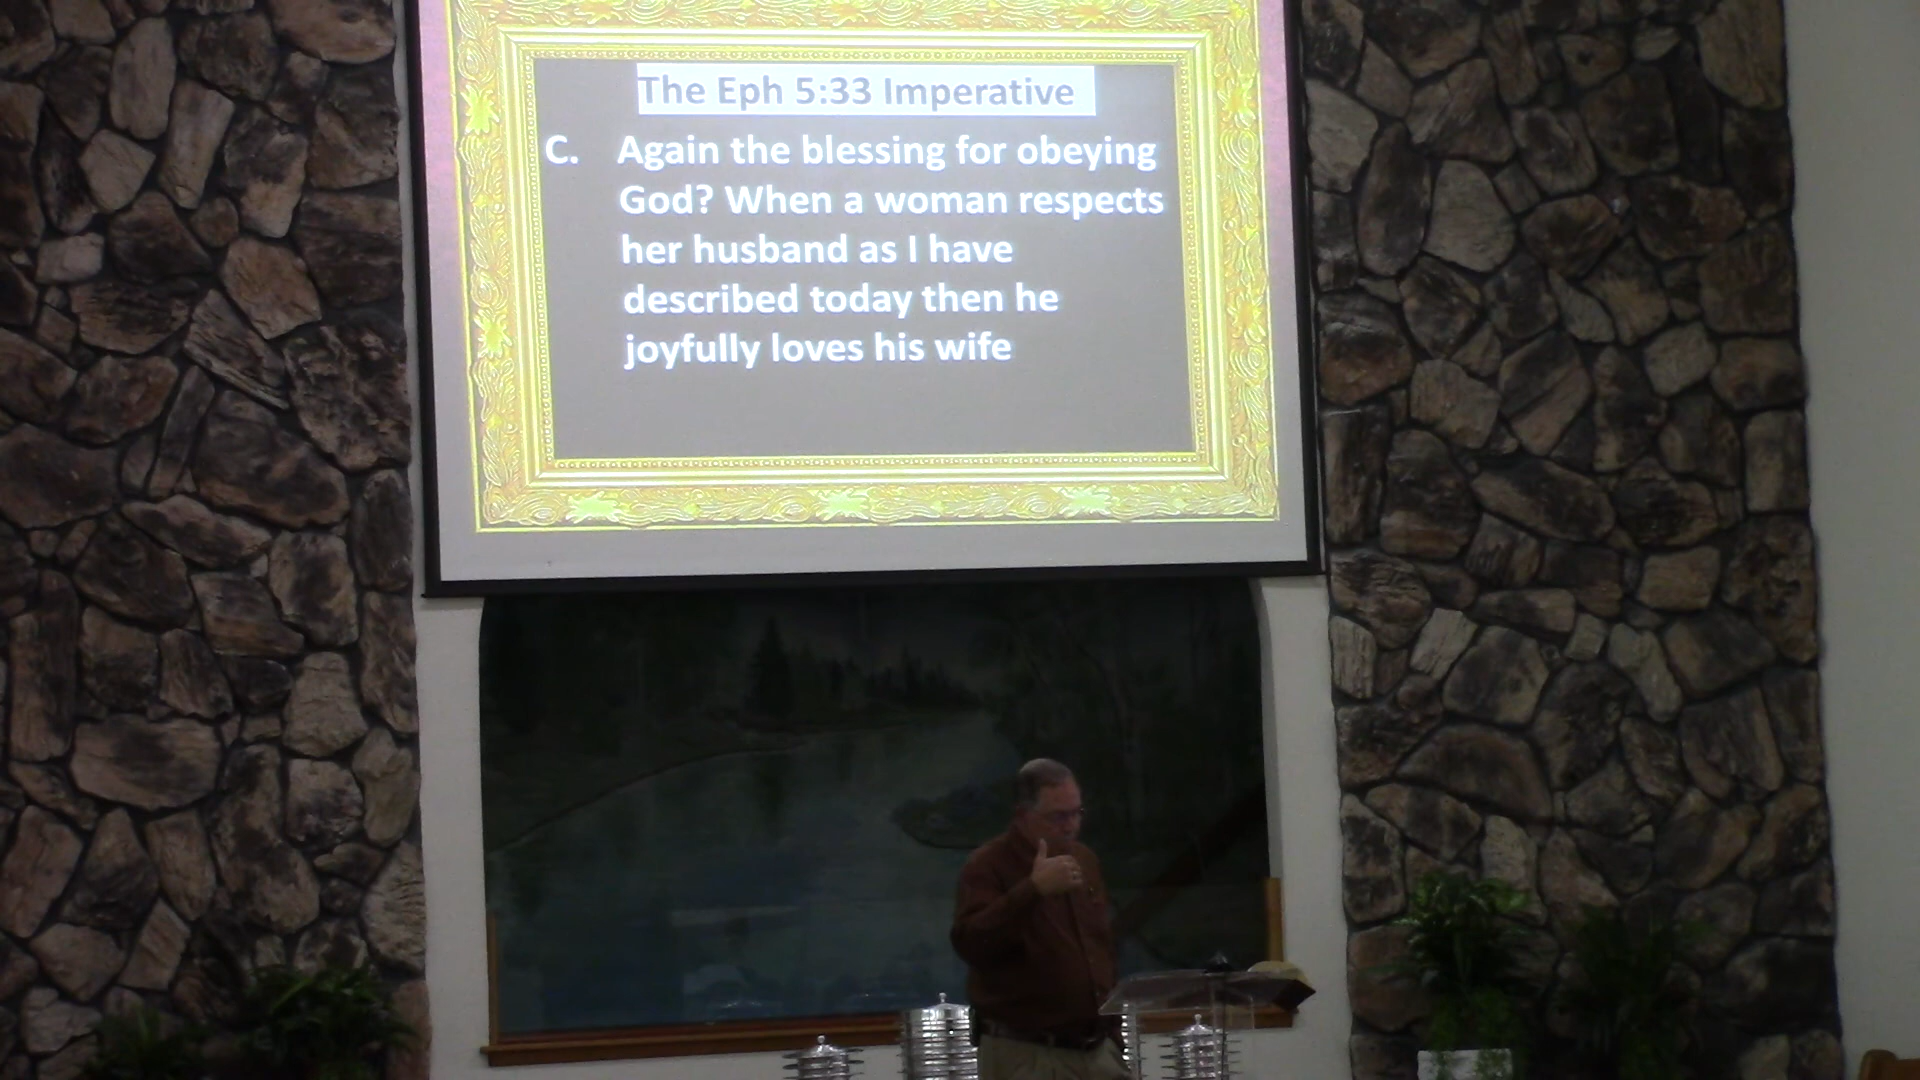 The Eph 5:33 Imperative
C. Again the blessing for obeying
God? When a woman respects
her husband as I have
described today then he
joyfully loves his wife